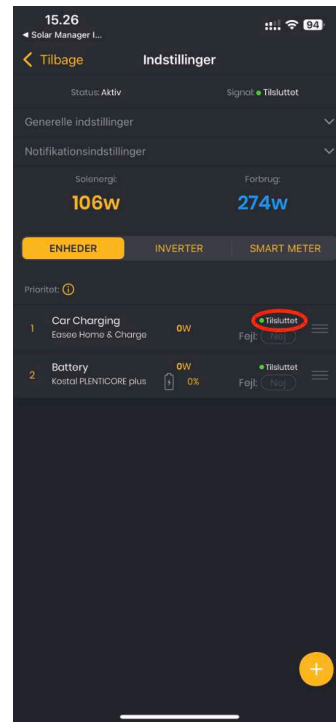 15.26
94
◀ Solar Manager I...
Tilbage
Indstillinger
Status: Aktiv
Signal: Tilsluttet
Generelle indstillinger
Notifikationsindstillinger
Solenergi:
Forbrug:
106w
274w
ENHEDER
INVERTER
SMART METER
Prioritet:
1
Car Charging
Easee Home & Charge
0W
Tilsluttet
Fejl: Nej
2
Battery
Kostal PLENTICORE plus
0W
0%
Tilsluttet
Fejl: Nej
+